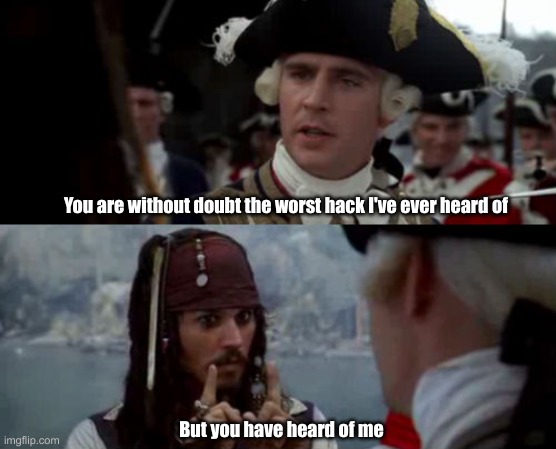 You are without doubt the worst hack I've ever heard of
But you have heard of me
imgflip.com